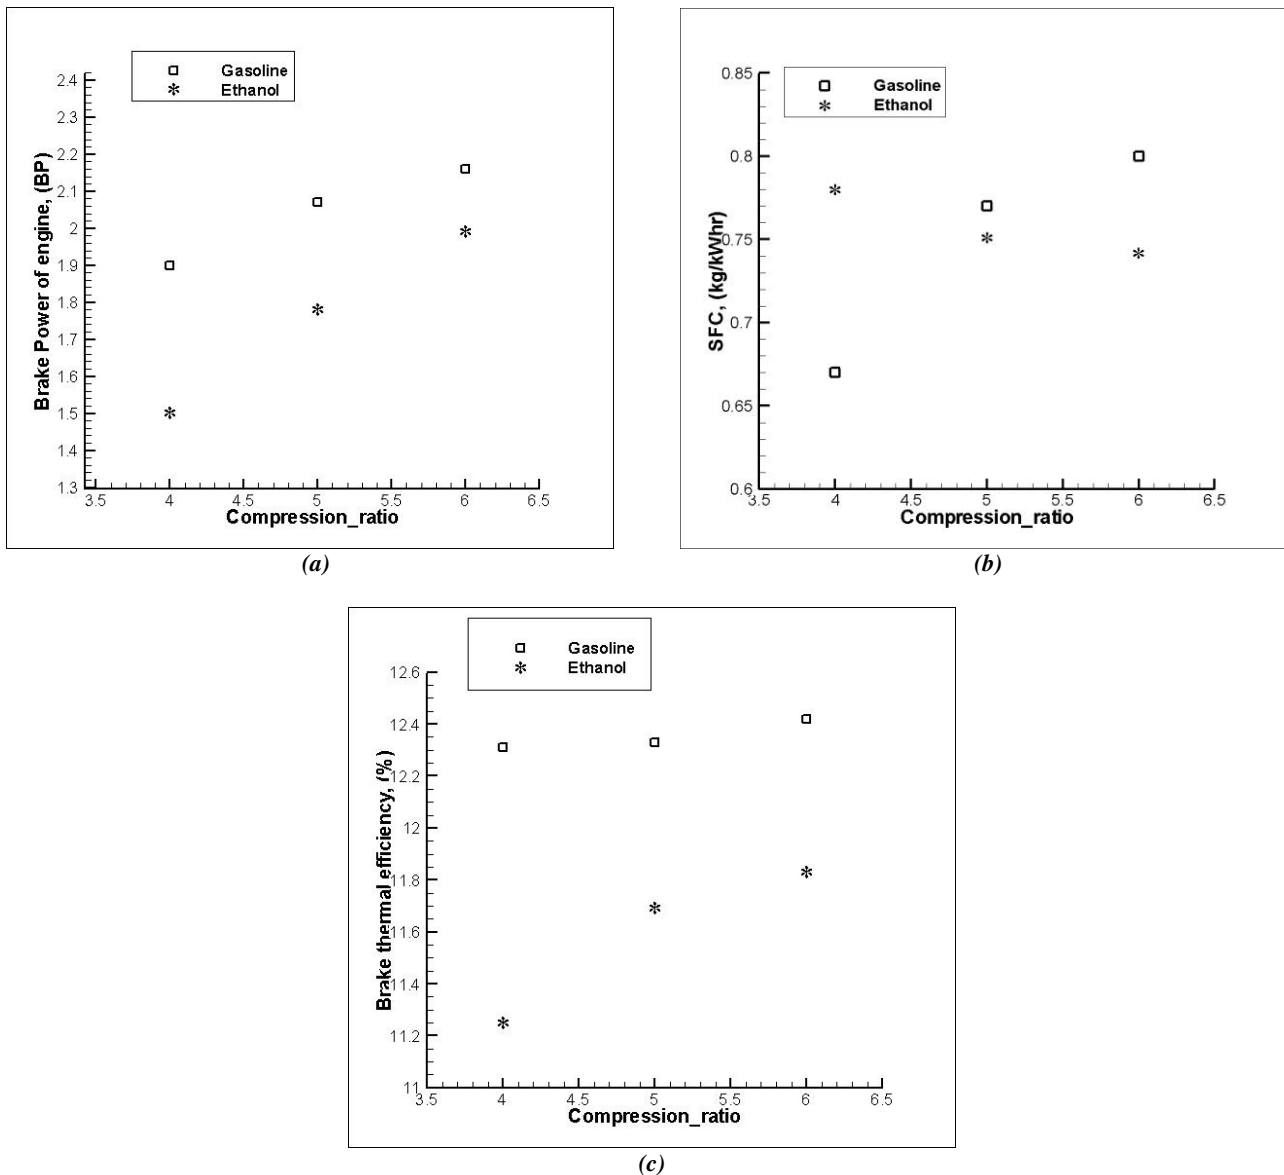 Gasoline
Ethanol
2.4
2.3
2.2
2.1
2
1.9
1.8
1.7
1.6
1.5
1.4
1.3
Brake Power of engine, (BP)
3.5 4 4.5 5 5.5 6 6.5
Compression_ratio
(a)
Gasoline
Ethanol
0.85
0.8
0.75
0.7
0.65
0.6
SFC, (kg/kWhr)
3.5 4 4.5 5 5.5 6 6.5
Compression_ratio
(b)
Gasoline
Ethanol
12.6
12.4
12.2
12
11.8
11.6
11.4
11.2
11
Brake thermal efficiency, (%)
3.5 4 4.5 5 5.5 6 6.5
Compression_ratio
(c)